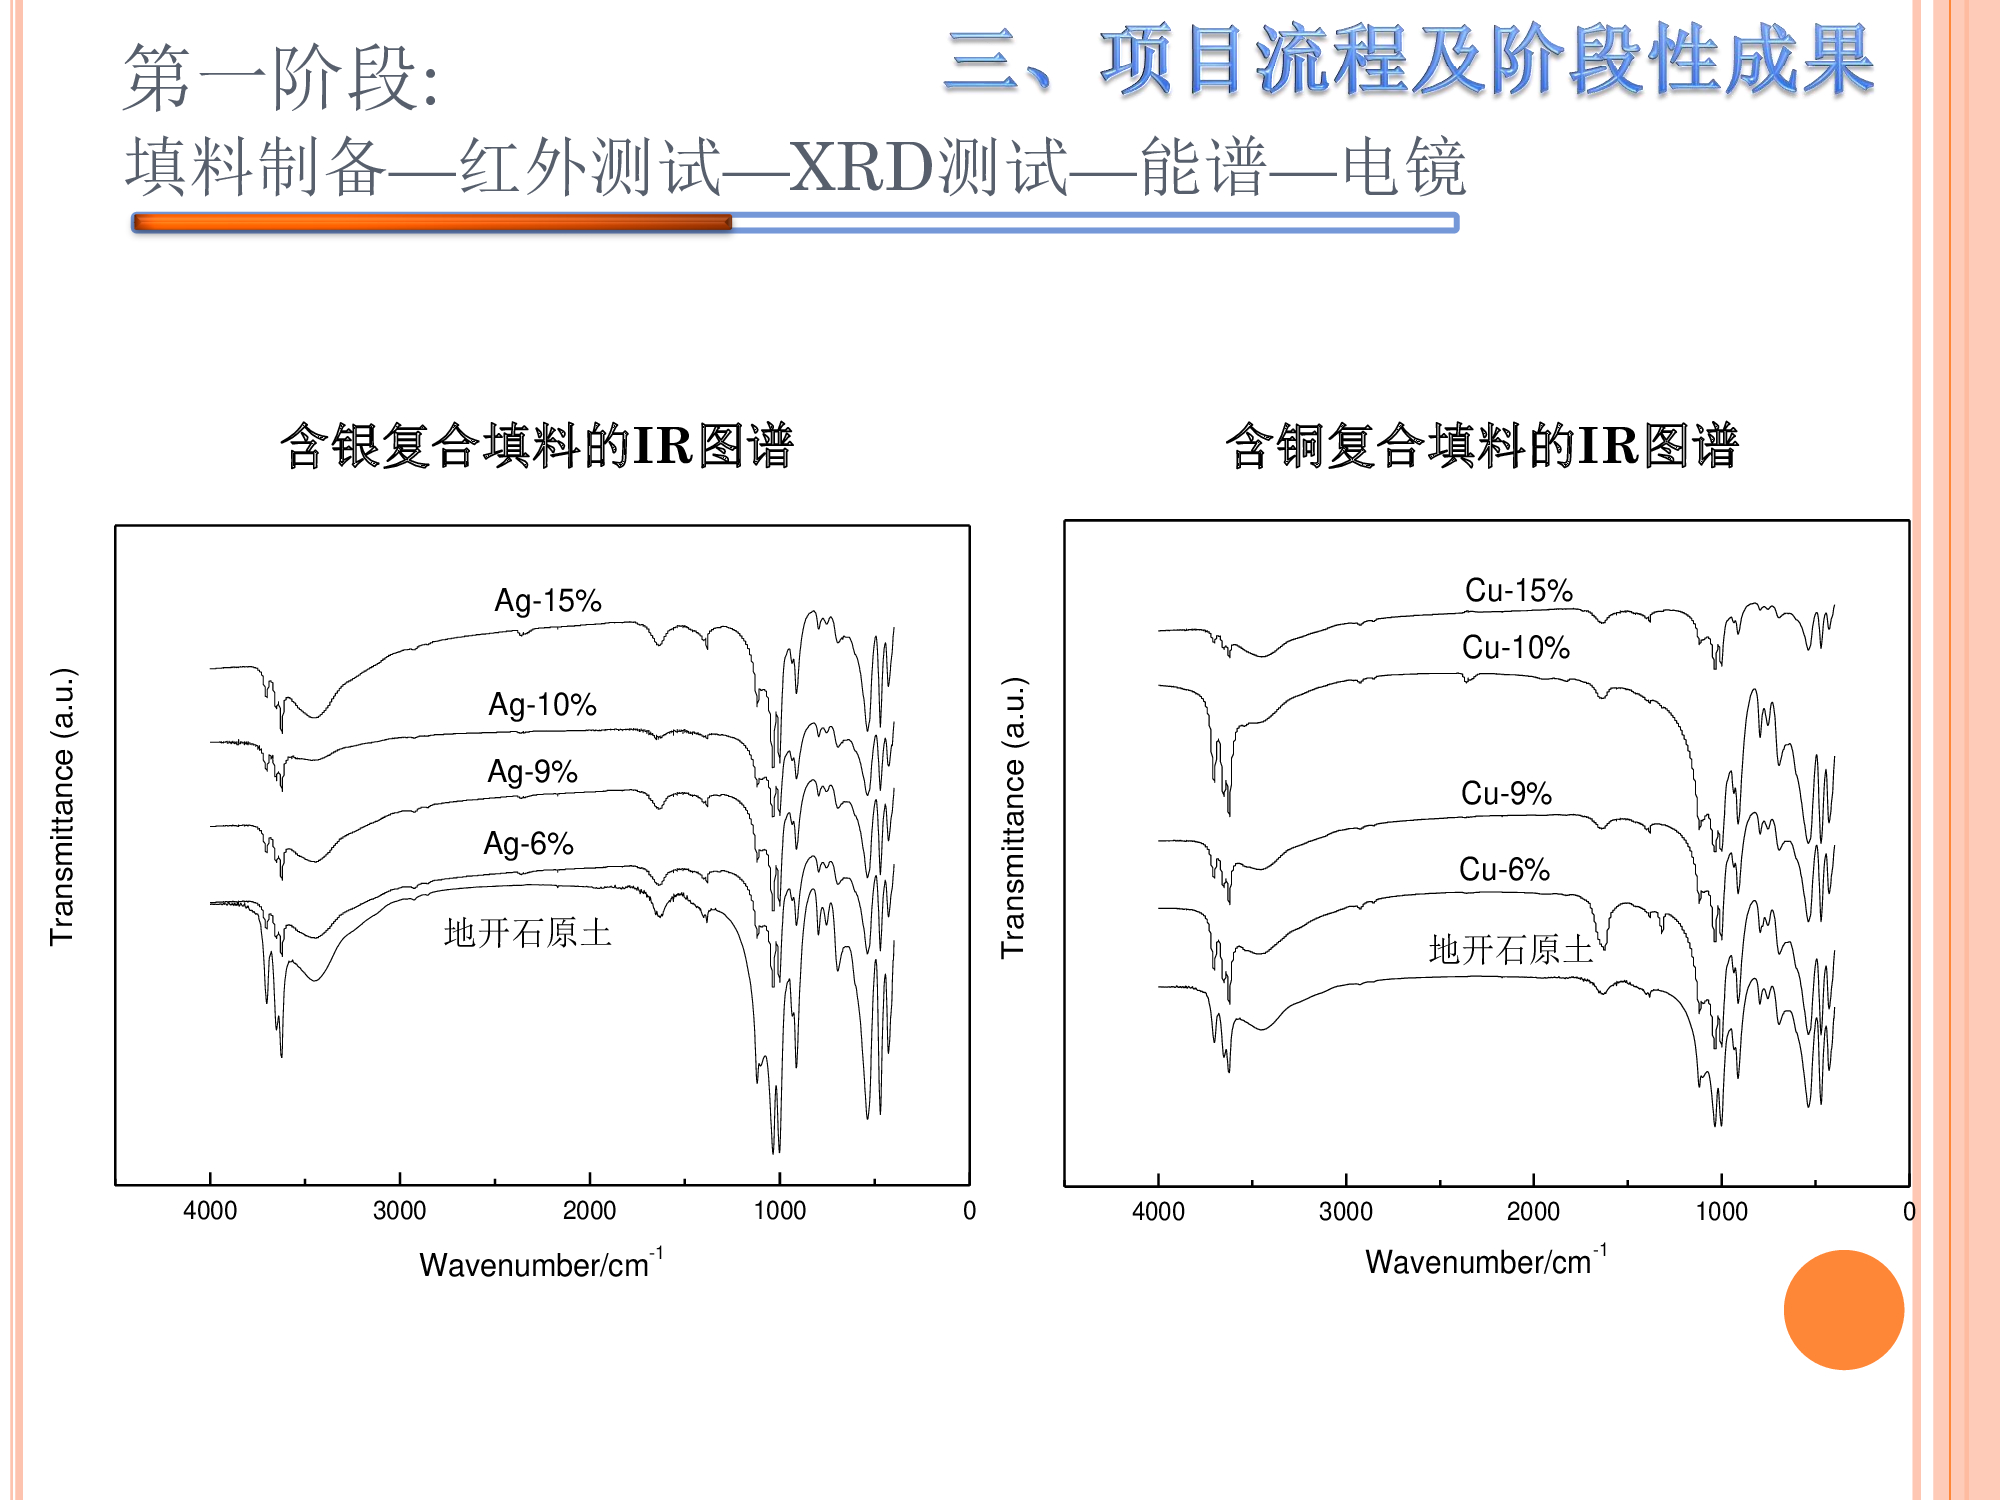 三、项目流程及阶段性成果
第一阶段:
填料制备—红外测试—XRD测试—能谱—电镜
含银复合填料的IR图谱
Transmittance (a.u.)
Ag-15%
Ag-10%
Ag-9%
Ag-6%
地开石原土
4000 3000 2000 1000 0
Wavenumber/cm-1
含铜复合填料的IR图谱
Transmittance (a.u.)
Cu-15%
Cu-10%
Cu-9%
Cu-6%
地开石原土
4000 3000 2000 1000 0
Wavenumber/cm-1